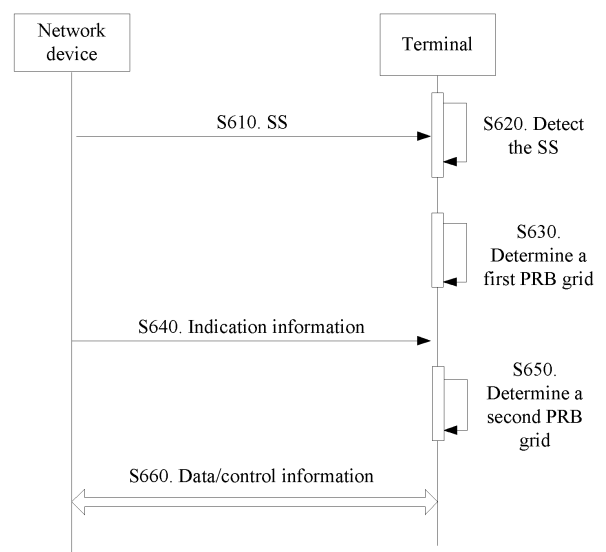 Network
device
Terminal
S610. SS
S620. Detect
the SS
S630.
Determine a
first PRB grid
S640. Indication information
S650.
Determine a
second PRB
grid
S660. Data/control information